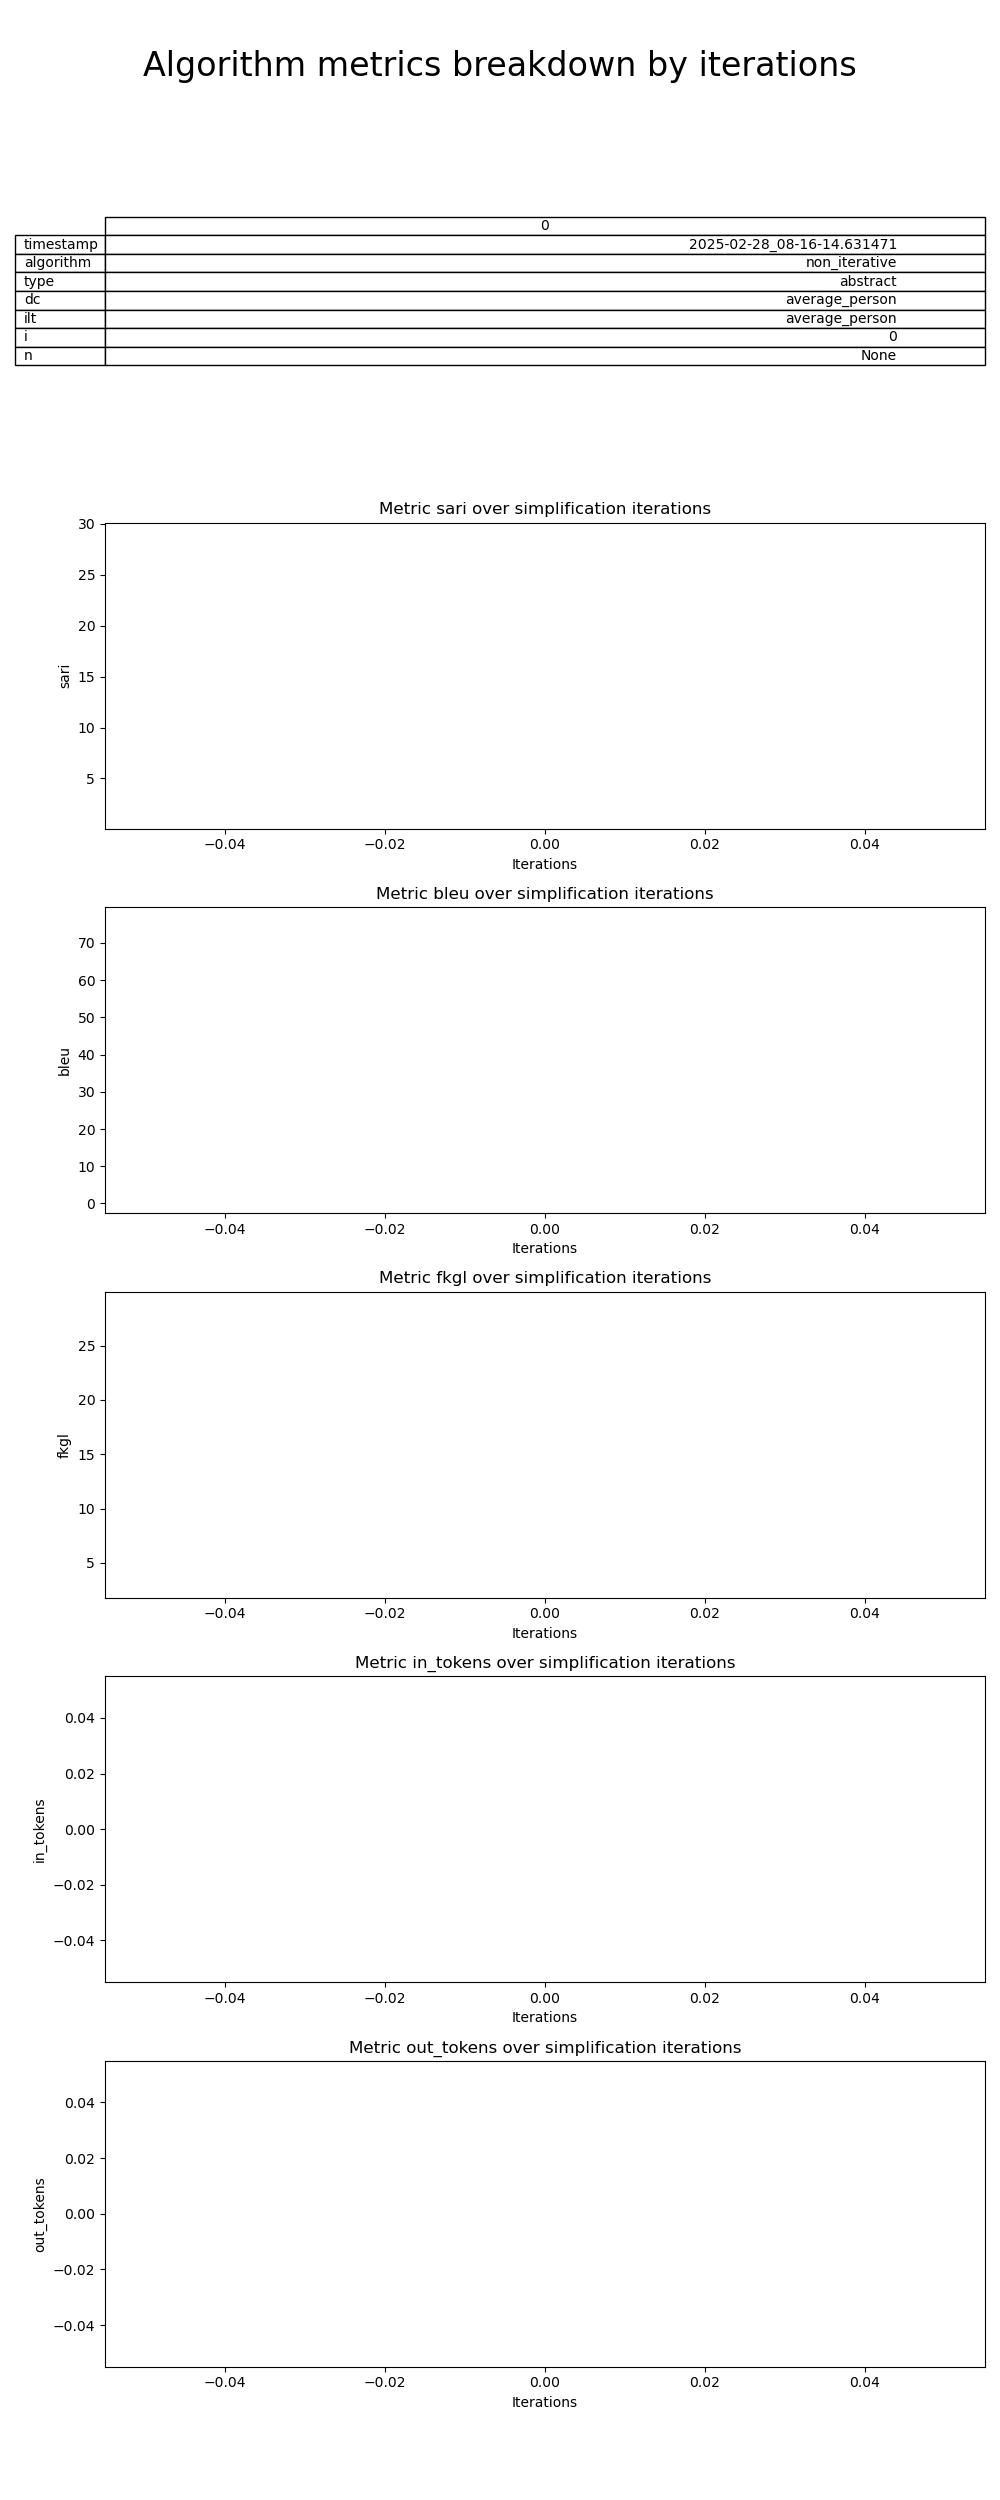 Algorithm metrics breakdown by iterations
0
timestamp 2025-02-28_08-16-14.631471
algorithm non_iterative
type abstract
dc average_person
ilt average_person
i 0
n None
Metric sari over simplification iterations
30
25
20
15
10
5
sari
−0.04 −0.02 0.00 0.02 0.04
Iterations
Metric bleu over simplification iterations
70
60
50
40
30
20
10
0
bleu
−0.04 −0.02 0.00 0.02 0.04
Iterations
Metric fkgl over simplification iterations
25
20
15
10
5
fkgl
−0.04 −0.02 0.00 0.02 0.04
Iterations
Metric in_tokens over simplification iterations
0.04
0.02
0.00
−0.02
−0.04
in_tokens
−0.04 −0.02 0.00 0.02 0.04
Iterations
Metric out_tokens over simplification iterations
0.04
0.02
0.00
−0.02
−0.04
out_tokens
−0.04 −0.02 0.00 0.02 0.04
Iterations